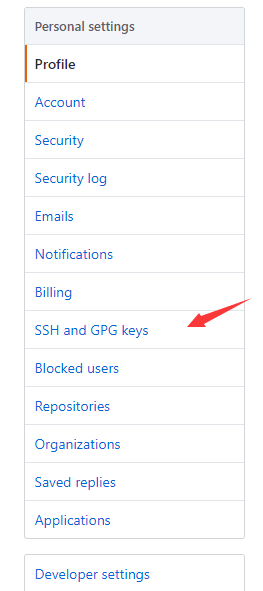 Personal settings
Profile
Account
Security
Security log
Emails
Notifications
Billing
SSH and GPG keys
Blocked users
Repositories
Organizations
Saved replies
Applications
Developer settings